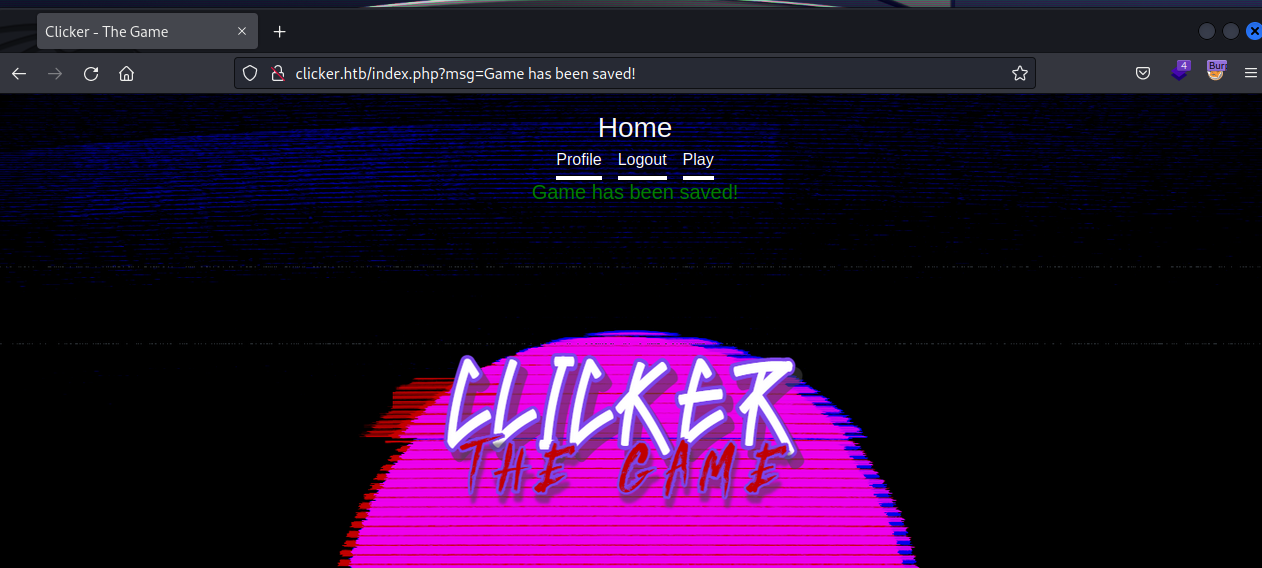 Clicker - The Game
clicker.htb/index.php?msg=Game has been saved!
4
Burp
Home
Profile Logout Play
Game has been saved!
CLICKER
THE GAME